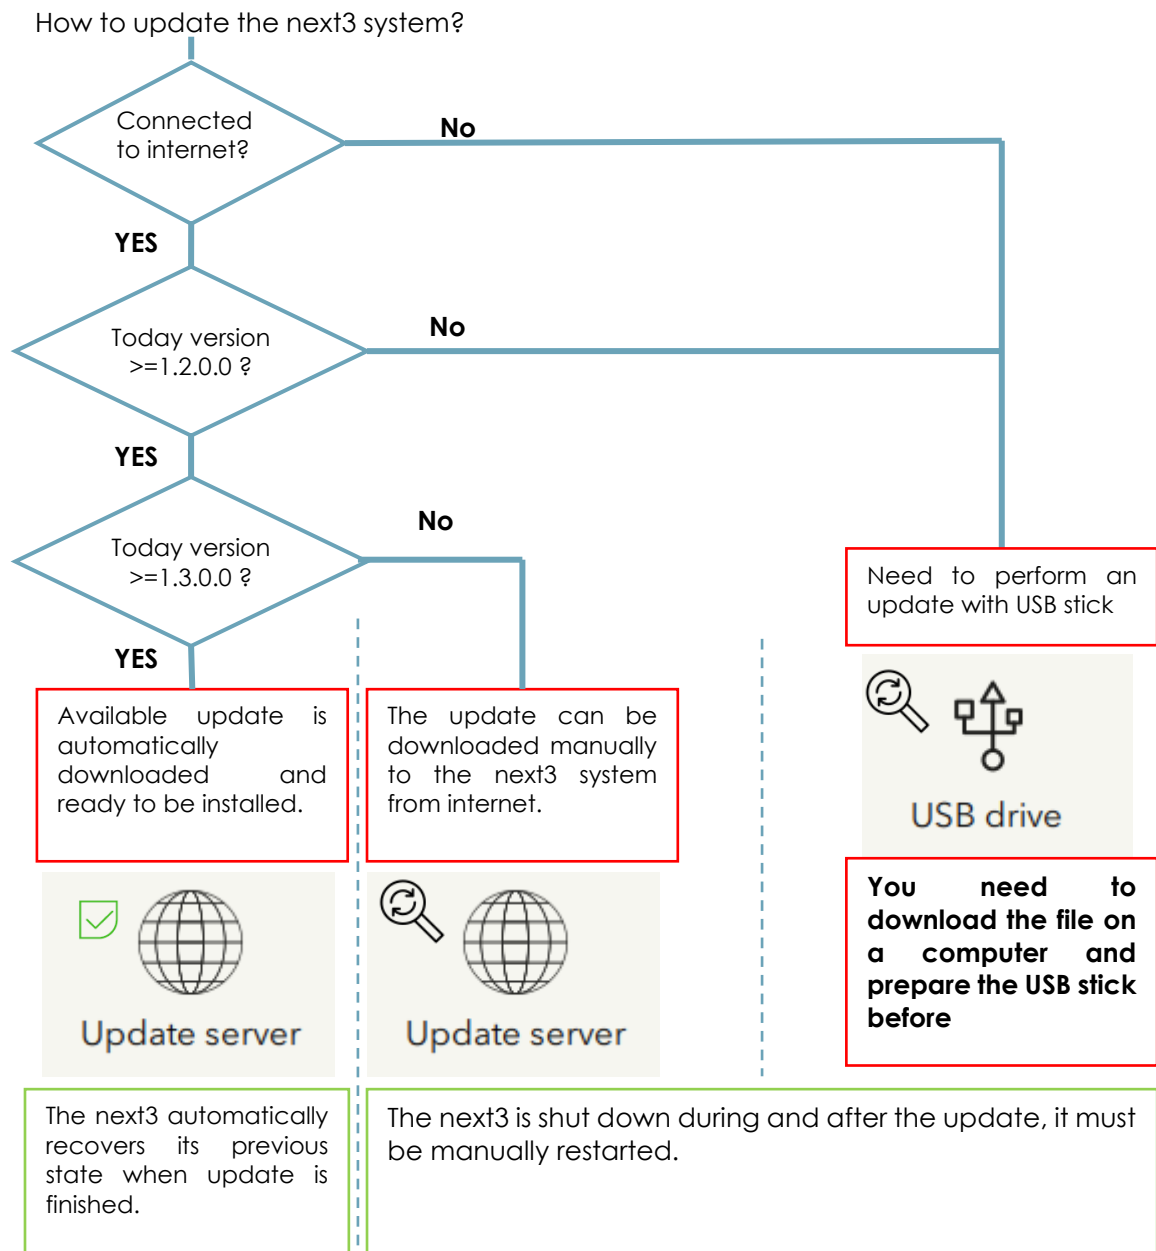 How to update the next3 system?
Connected
to internet?
No
YES
Today version
>=1.2.0.0 ?
No
YES
Today version
>=1.3.0.0 ?
No
YES
Need to perform an
update with USB stick
Available update is
automatically
downloaded and
ready to be installed.
The update can be
downloaded manually
to the next3 system
from internet.
USB drive
You need to
download the file on
a computer and
prepare the USB stick
before
Update server
Update server
The next3 automatically
recovers its previous
state when update is
finished.
The next3 is shut down during and after the update, it must
be manually restarted.